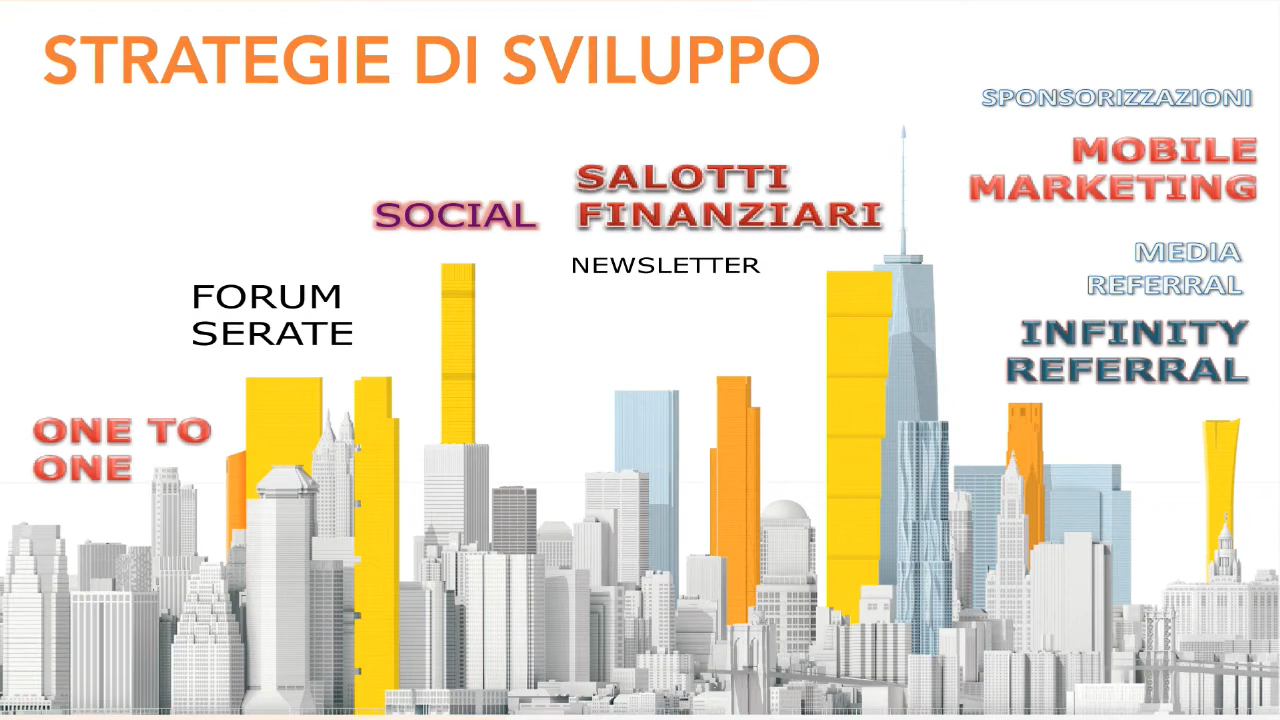 STRATEGIE DI SVILUPPO
SPONSORIZZAZIONI
MOBILE
MARKETING
SALOTTI
FINANZIARI
SOCIAL
NEWSLETTER
MEDIA
REFERRAL
FORUM
SERATE
INFINITY
REFERRAL
ONE TO
ONE